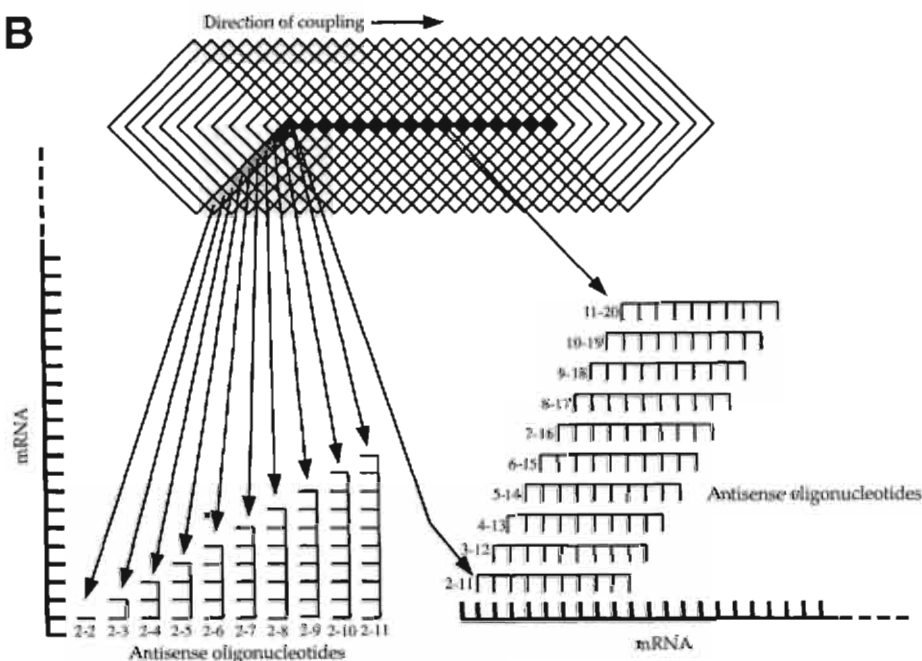 B
Direction of coupling
mRNA
2-2 2-3 2-4 2-5 2-6 2-7 2-8 2-9 2-10 2-11
Antisense oligonucleotides
11-20
10-19
9-18
8-17
7-16
6-15
5-14
Antisense oligonucleotides
4-13
3-12
2-11
mRNA